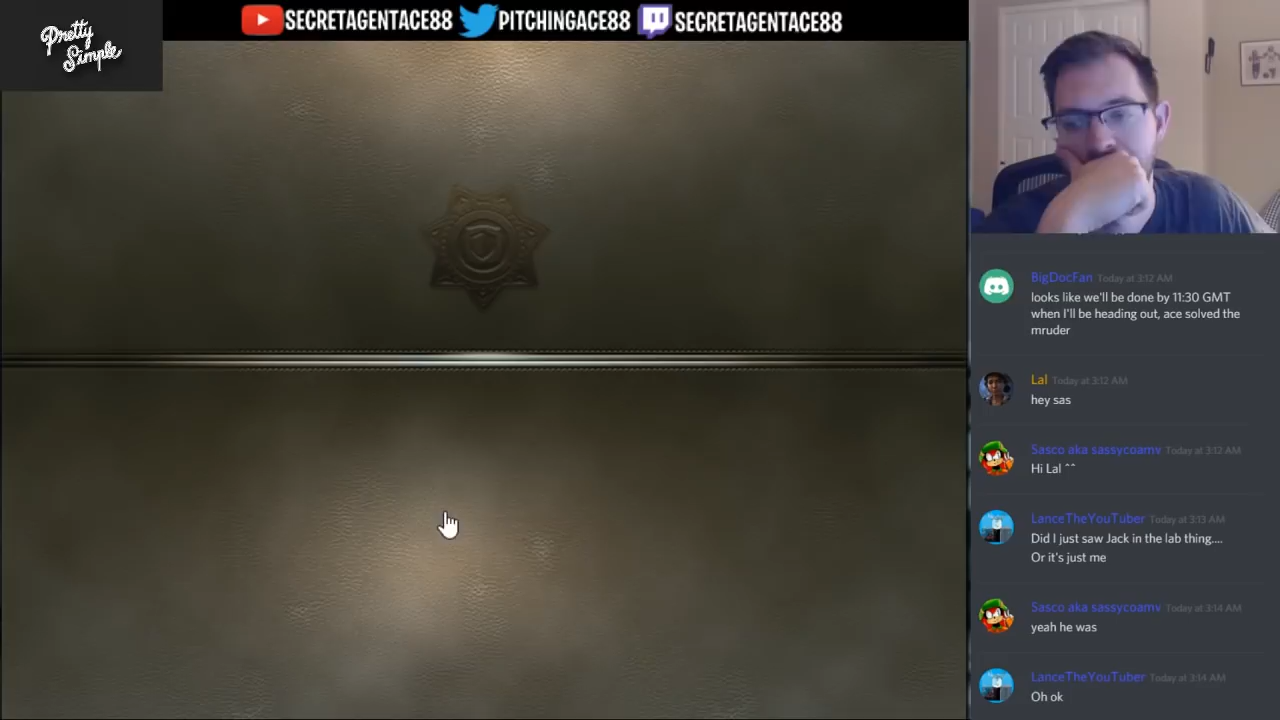 Pretty
Simple
SECRETAGENTACE88 PITCHINGACE88 SECRETAGENTACE88
BigDocFan Today at 3:12 AM
looks like we'll be done by 11:30 GMT
when I'll be heading out, ace solved the
mruder
Lal Today at 3:12 AM
hey sas
Sasco aka sassycoamv Today at 3:12 AM
Hi Lal ^^
LanceTheYouTuber Today at 3:13 AM
Did I just saw Jack in the lab thing....
Or it's just me
Sasco aka sassycoamv Today at 3:14 AM
yeah he was
LanceTheYouTuber Today at 3:14 AM
Oh ok